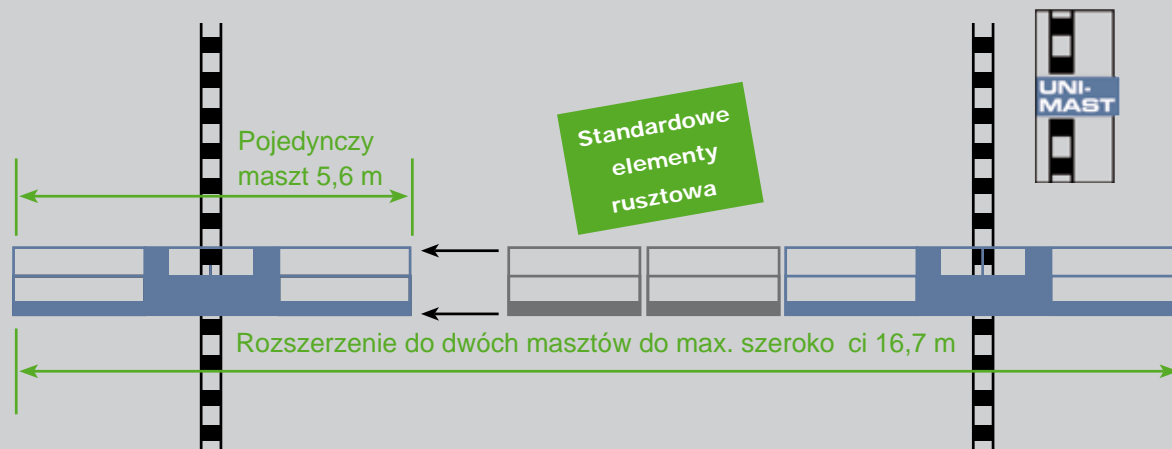 UNI-
MAST
Pojedynczy
maszt 5,6 m
Standardowe
elementy
rusztowa
Rozszerzenie do dwóch masztów do max. szeroko ci 16,7 m